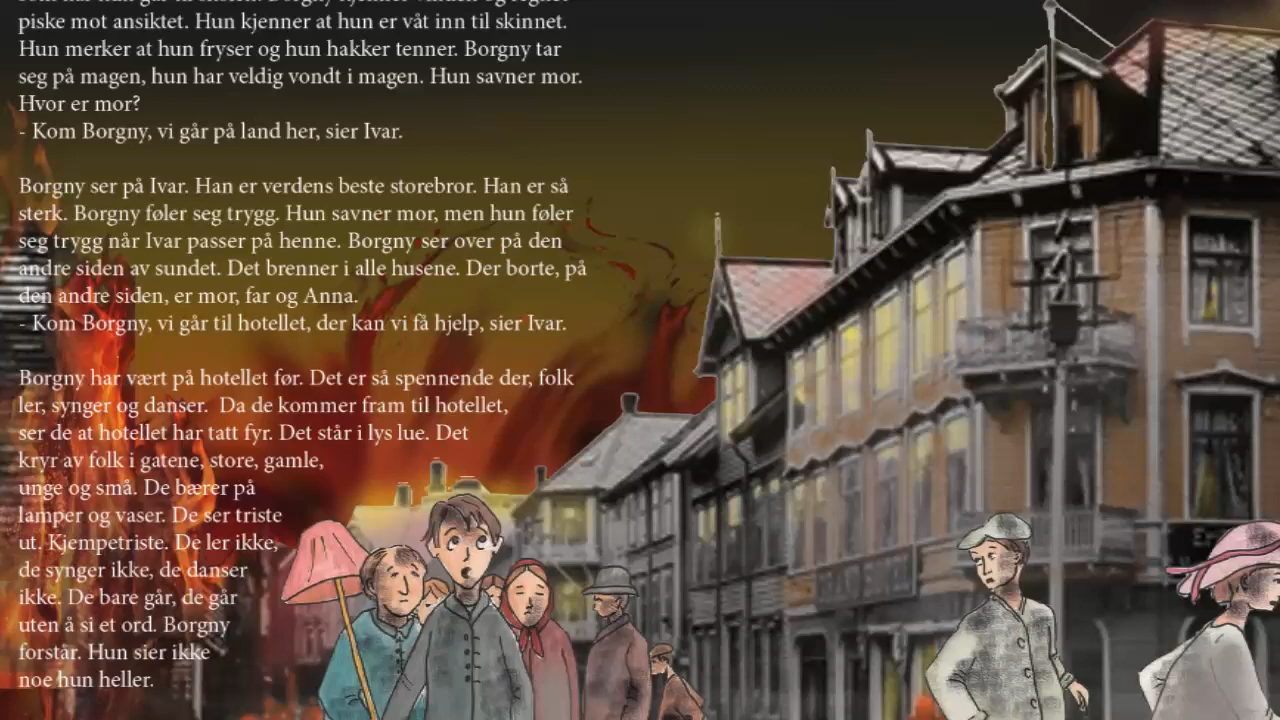 piske mot ansiktet. Hun kjenner at hun er våt inn til skinnet.
Hun merker at hun fryser og hun hakker tenner. Borgny tar
seg på magen, hun har veldig vondt i magen. Hun savner mor.
Hvor er mor?
- Kom Borgny, vi går på land her, sier Ivar.
Borgny ser på Ivar. Han er verdens beste storebror. Han er så
sterk. Borgny føler seg trygg. Hun savner mor, men hun føler
seg trygg når Ivar passer på henne. Borgny ser over på den
andre siden av sundet. Det brenner i alle husene. Der borte, på
den andre siden, er mor, far og Anna.
- Kom Borgny, vi går til hotellet, der kan vi få hjelp, sier Ivar.
Borgny har vært på hotellet før. Det er så spennende der, folk
ler, synger og danser. Da de kommer fram til hotellet,
ser de at hotellet har tatt fyr. Det står i lys lue. Det
kryr av folk i gatene, store, gamle,
unge og små. De bærer på
lamper og vaser. De ser triste
ut. Kjempetriste. De ler ikke,
de synger ikke, de danser
ikke. De bare går, de går
uten å si et ord. Borgny
forstår. Hun sier ikke
noe hun heller.